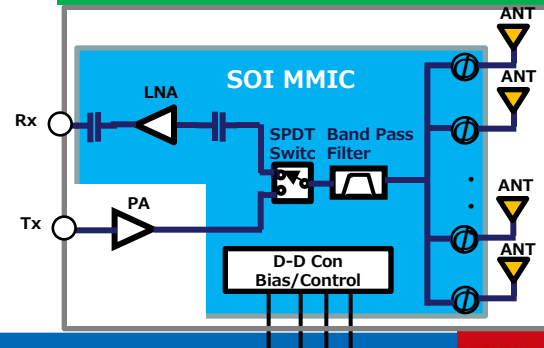 ANT
SOI MMIC
LNA
ANT
Rx
SPDT
Switc
Band Pass
Filter
ANT
PA
Tx
ANT
D-D Con
Bias/Control